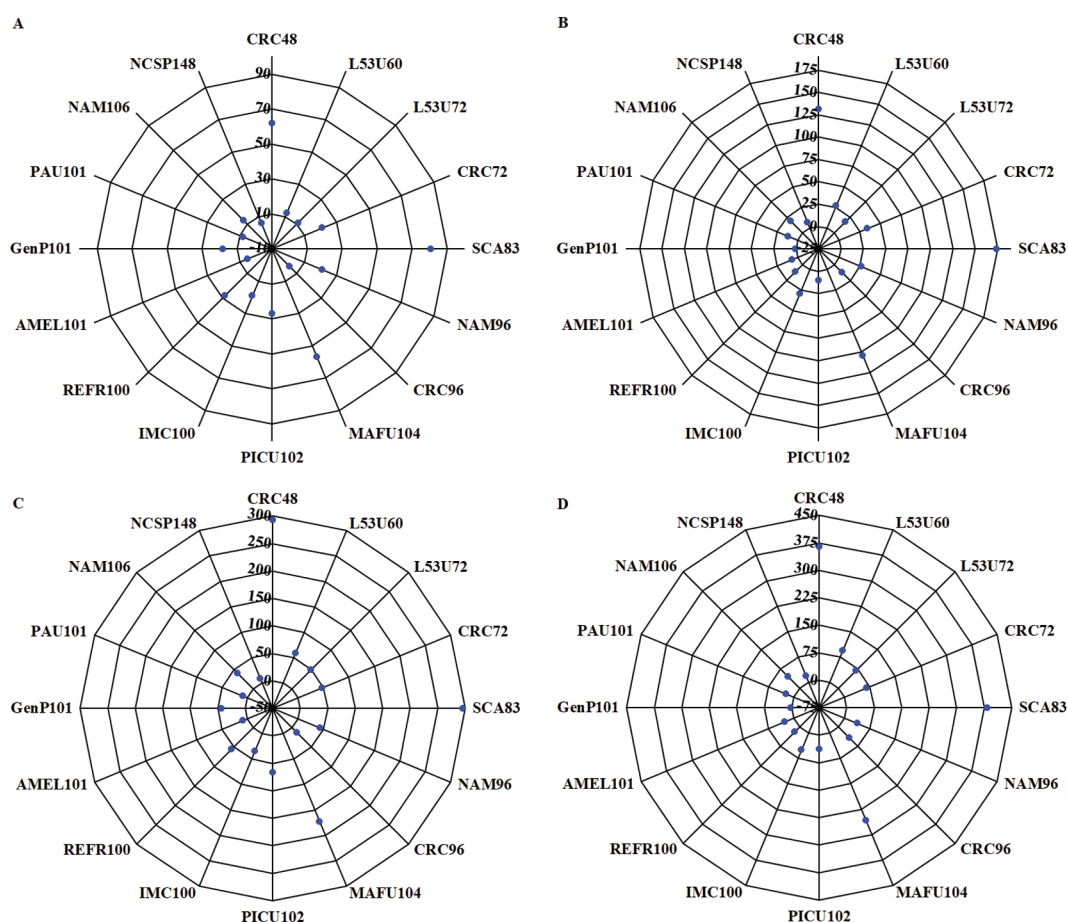 A
CRC48
NCSP148
L53U60
90
NAM106
L53U72
70
50
PAU101
CRC72
30
10
GenP101
-10
SCA83
AMEL101
NAM96
REFR100
CRC96
IMC100
MAFU104
PICU102
B
CRC48
NCSP148
L53U60
175
150
NAM106
L53U72
125
100
75
PAU101
CRC72
50
25
0
GenP101
-25
SCA83
AMEL101
NAM96
REFR100
CRC96
IMC100
MAFU104
PICU102
C
CRC48
300
NCSP148
L53U60
250
NAM106
L53U72
200
150
PAU101
CRC72
100
50
0
GenP101
-50
SCA83
AMEL101
NAM96
REFR100
CRC96
IMC100
MAFU104
PICU102
D
CRC48
450
NCSP148
L53U60
375
NAM106
L53U72
300
225
PAU101
CRC72
150
75
0
GenP101
-75
SCA83
AMEL101
NAM96
REFR100
CRC96
IMC100
MAFU104
PICU102